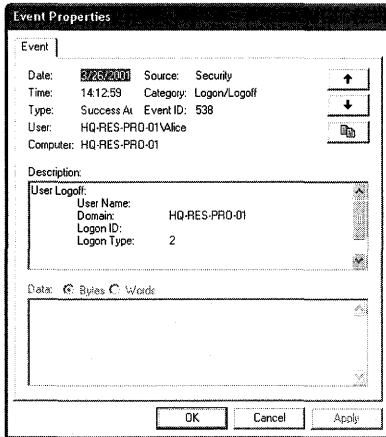 Event Properties
Event
Date: 3/26/2001 Source: Security
Time: 14:12:59 Category: Logon/Logoff
Type: Success Au Event ID: 538
User: HQ-RES-PRO-01\Alice
Computer: HQ-RES-PRO-01
Description:
User Logoff:
User Name:
Domain: HQ-RES-PRO-01
Logon ID:
Logon Type: 2
Data: Bytes Words
OK Cancel Apply